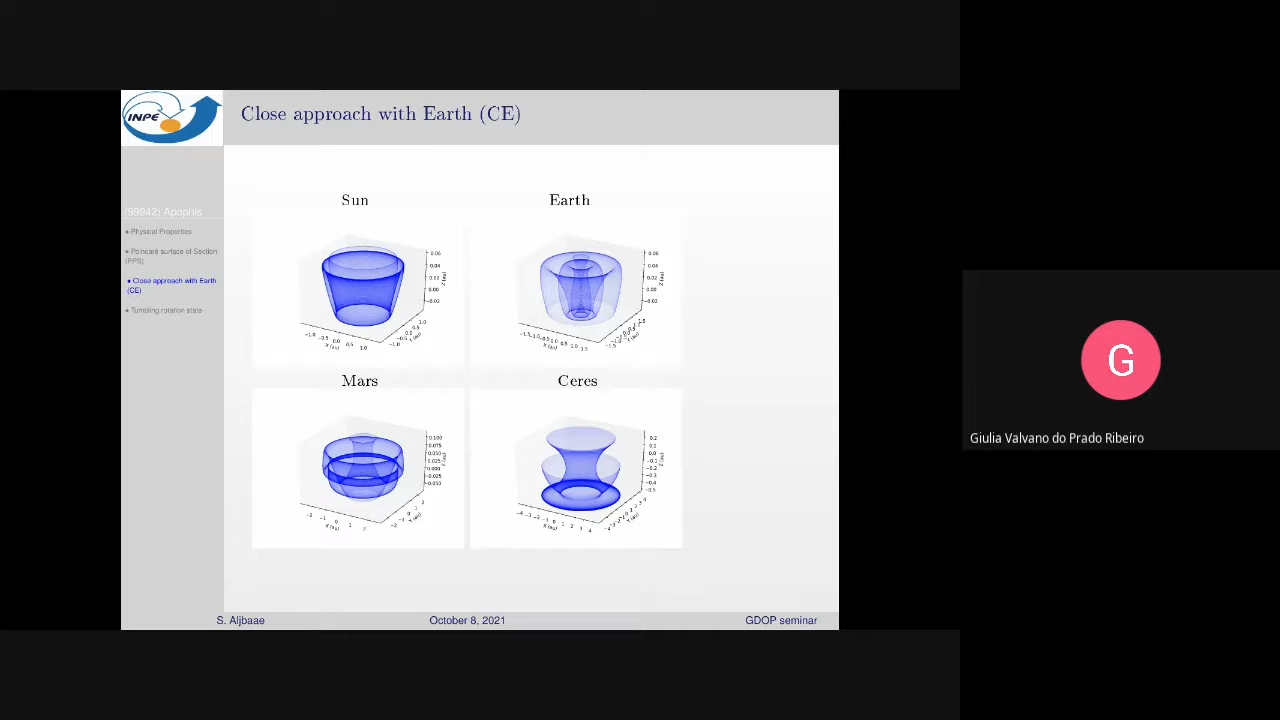 INPE
Close approach with Earth (CE)
(99942) Apophis
• Physical Properties
• Poincaré surface of Section
(PPS)
• Close approach with Earth
(CE)
• Tumbling rotation state
Sun
Earth
Mars
Ceres
S. Aljbaae
October 8, 2021
GDOP seminar
G
Giulia Valvano do Prado Ribeiro